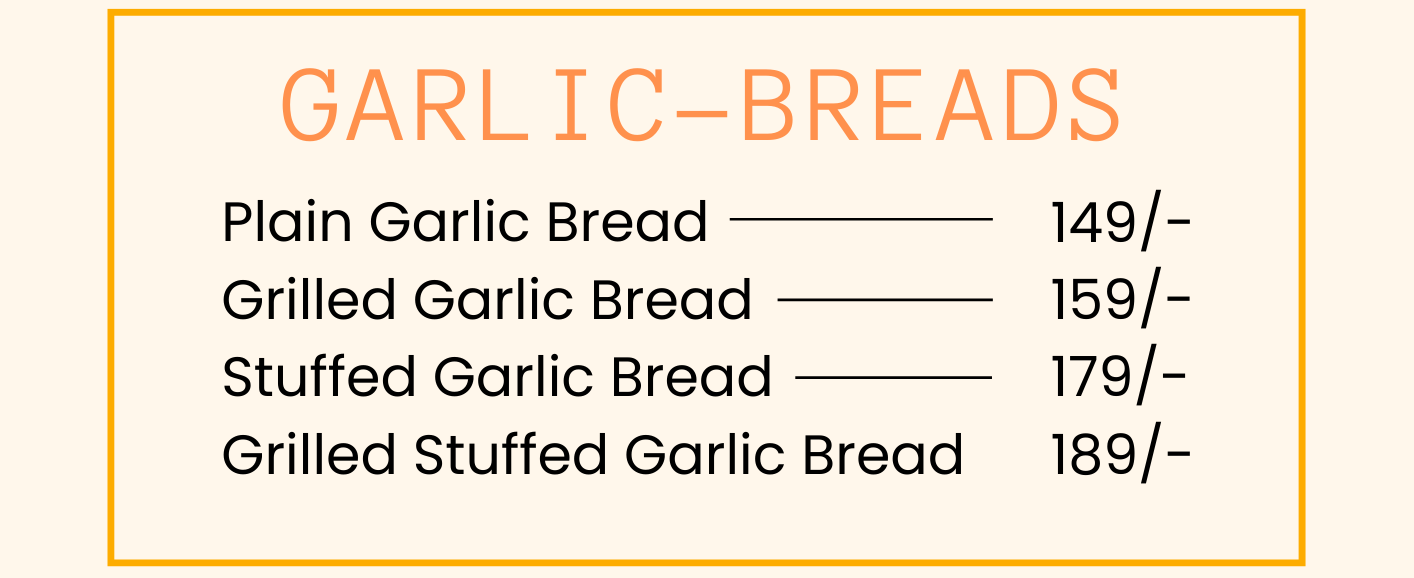 GARLIC-BREADS
Plain Garlic Bread 149/-
Grilled Garlic Bread 159/-
Stuffed Garlic Bread 179/-
Grilled Stuffed Garlic Bread 189/-